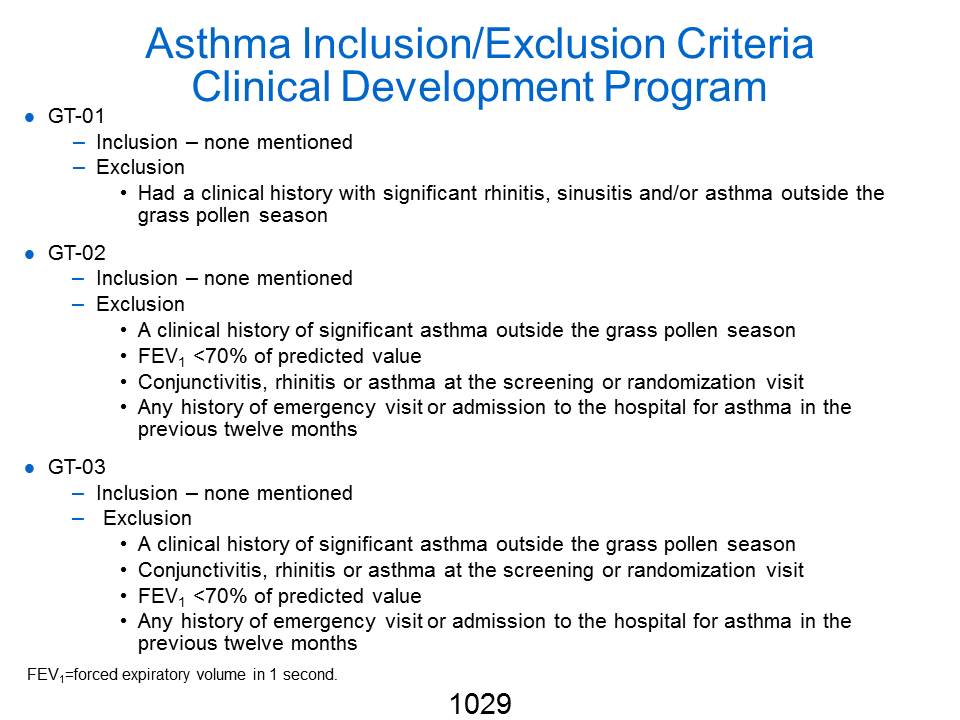 Asthma Inclusion/Exclusion Criteria
Clinical Development Program
● GT-01
– Inclusion – none mentioned
– Exclusion
• Had a clinical history with significant rhinitis, sinusitis and/or asthma outside the
grass pollen season
● GT-02
– Inclusion – none mentioned
– Exclusion
• A clinical history of significant asthma outside the grass pollen season
• FEV₁ <70% of predicted value
• Conjunctivitis, rhinitis or asthma at the screening or randomization visit
• Any history of emergency visit or admission to the hospital for asthma in the
previous twelve months
● GT-03
– Inclusion – none mentioned
– Exclusion
• A clinical history of significant asthma outside the grass pollen season
• Conjunctivitis, rhinitis or asthma at the screening or randomization visit
• FEV₁ <70% of predicted value
• Any history of emergency visit or admission to the hospital for asthma in the
previous twelve months
FEV₁=forced expiratory volume in 1 second.
1029